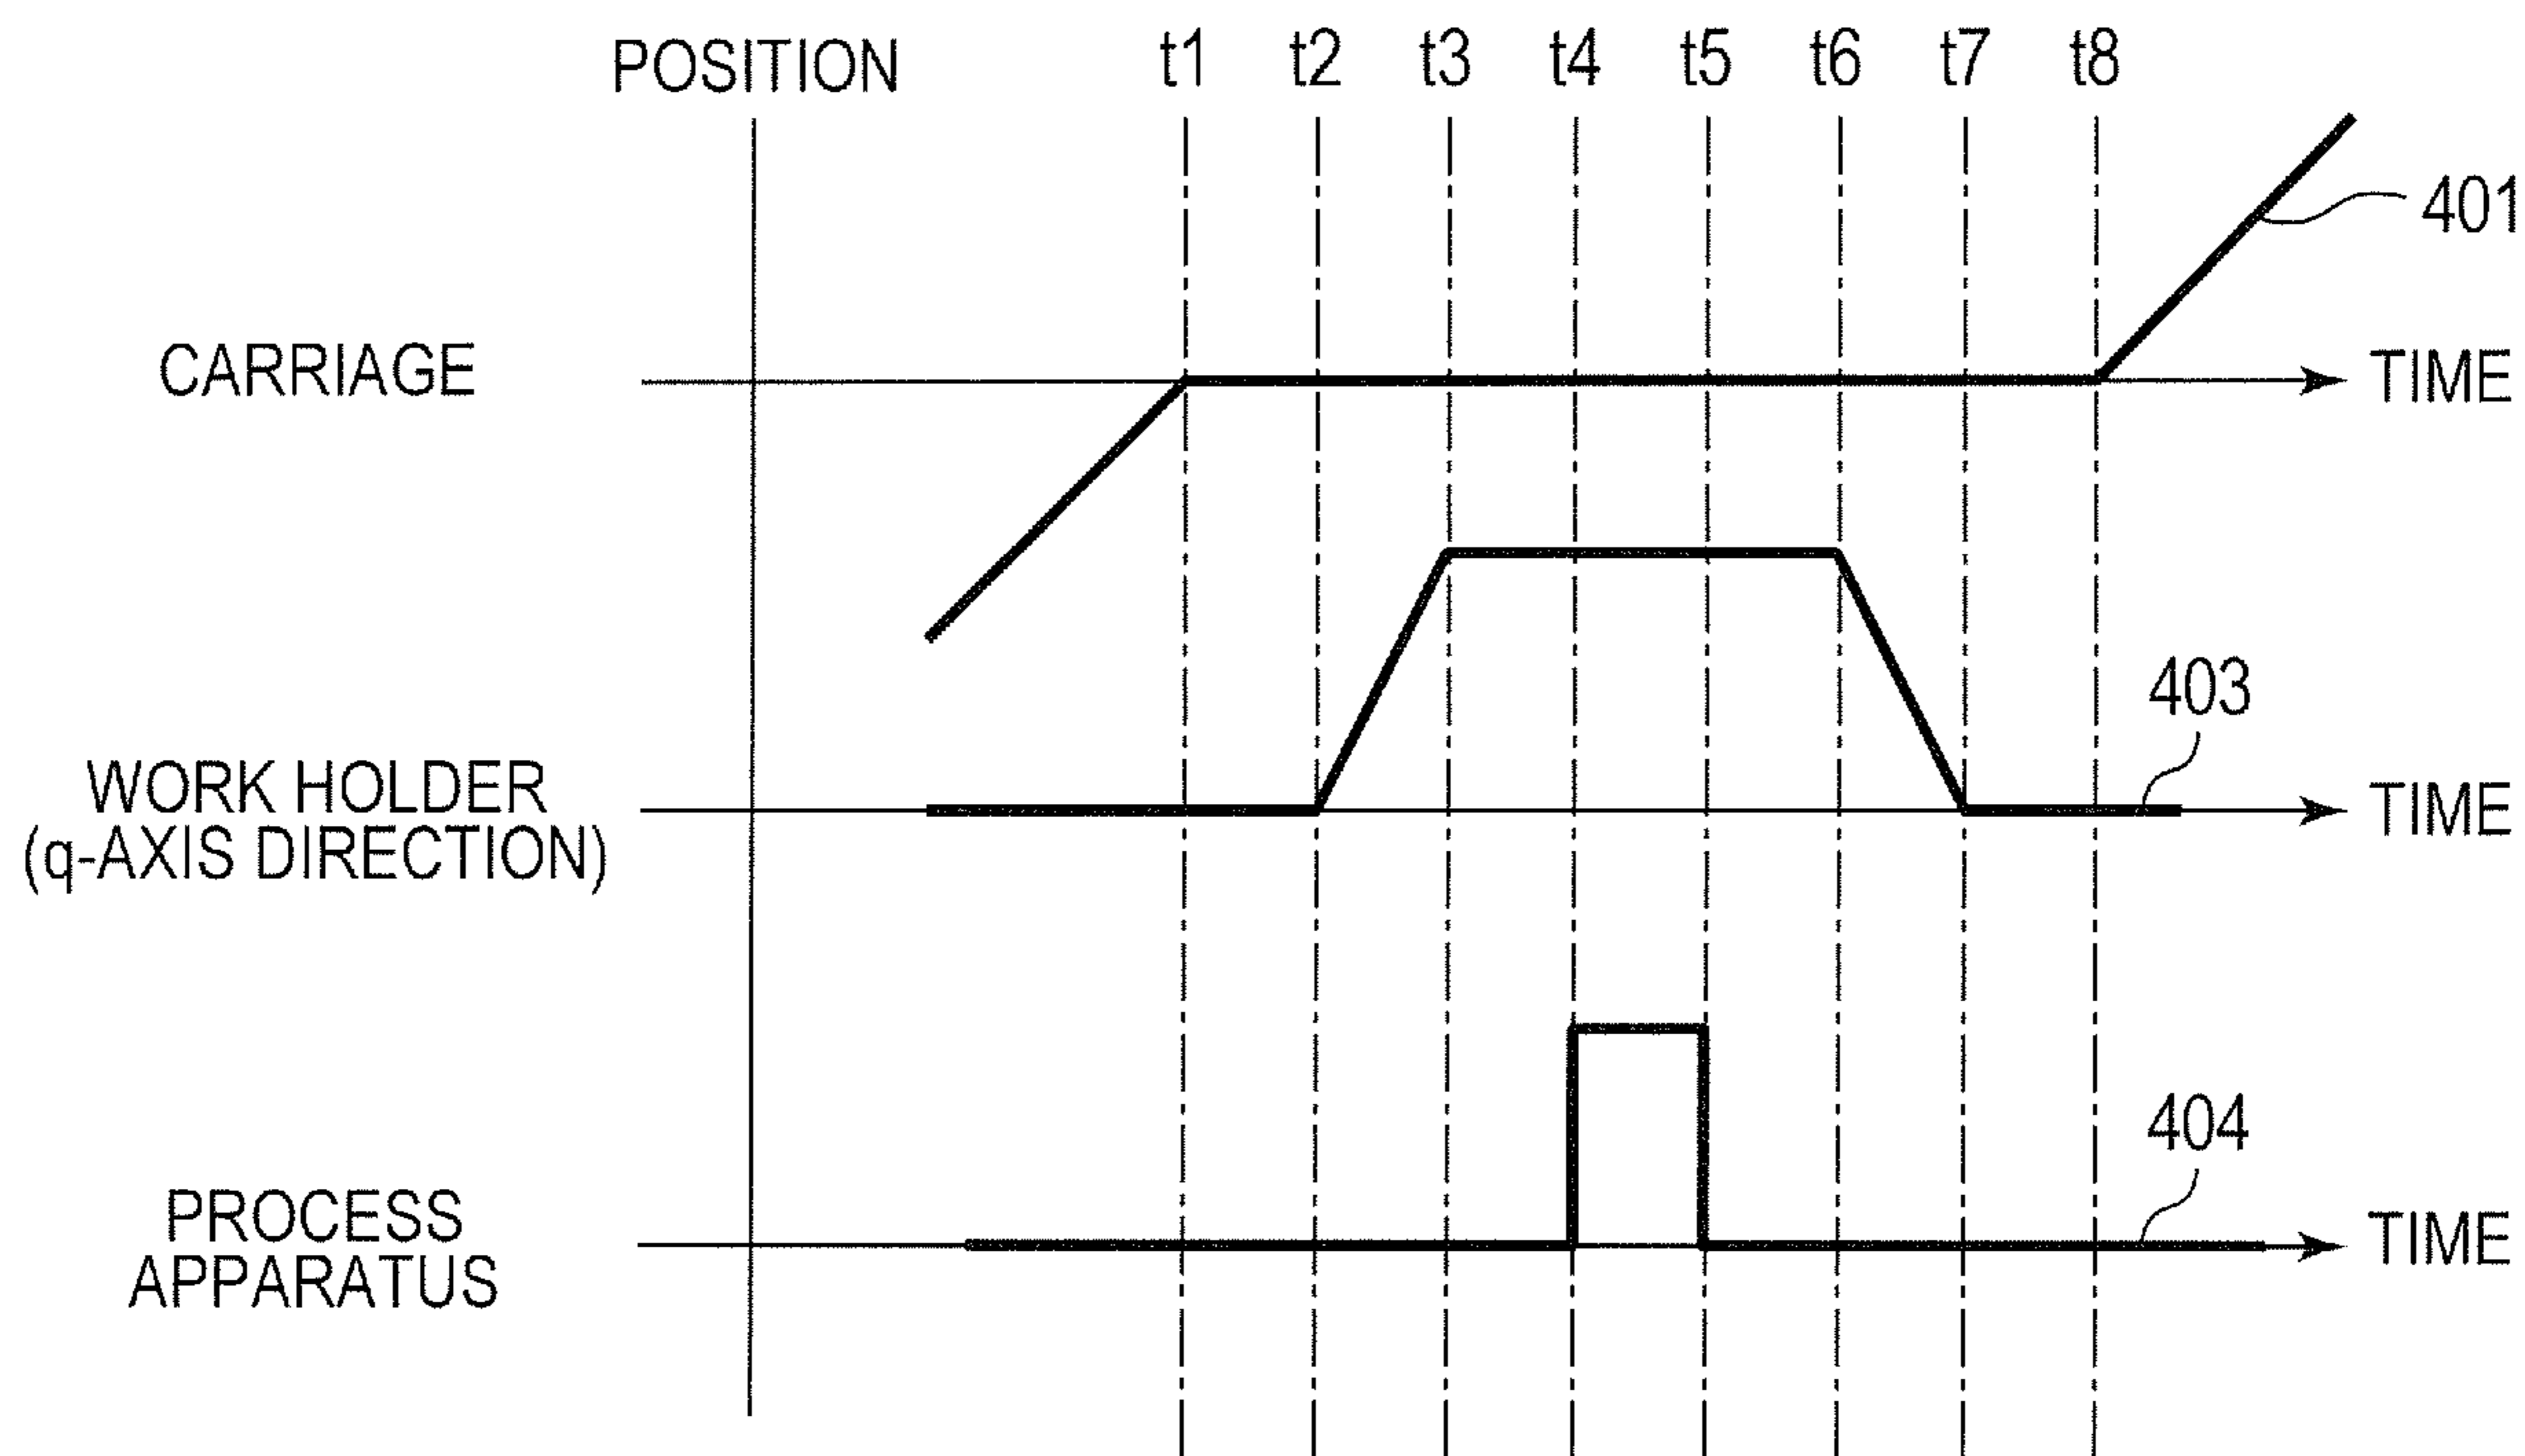 POSITION t1 t2 t3 t4 t5 t6 t7 t8
401
CARRIAGE TIME
403
WORK HOLDER
(q-AXIS DIRECTION)
TIME
404
PROCESS
APPARATUS
TIME